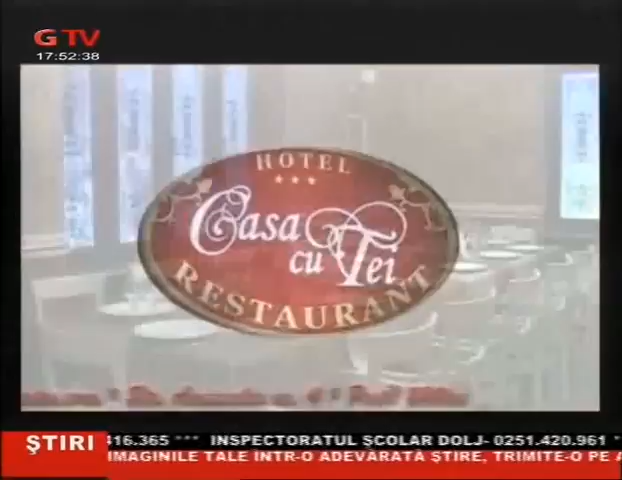 GTV
17:52:38
HOTEL
***
Casa
cu Tei
RESTAURANT
ŞTIRI
416.365 *** INSPECTORATUL ŞCOLAR DOLJ- 0251.420.961 *
IMAGINILE TALE ÎNTR-O ADEVĂRATĂ ŞTIRE, TRIMITE-O PE A